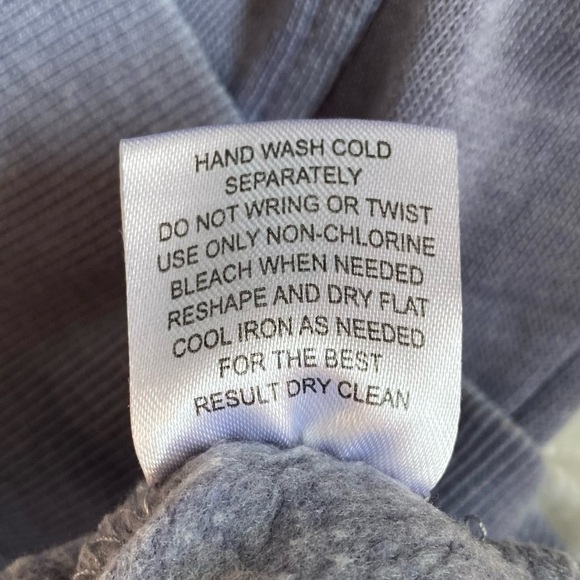 HAND WASH COLD
SEPARATELY
DO NOT WRING OR TWIST
USE ONLY NON-CHLORINE
BLEACH WHEN NEEDED
RESHAPE AND DRY FLAT
COOL IRON AS NEEDED
FOR THE BEST
RESULT DRY CLEAN